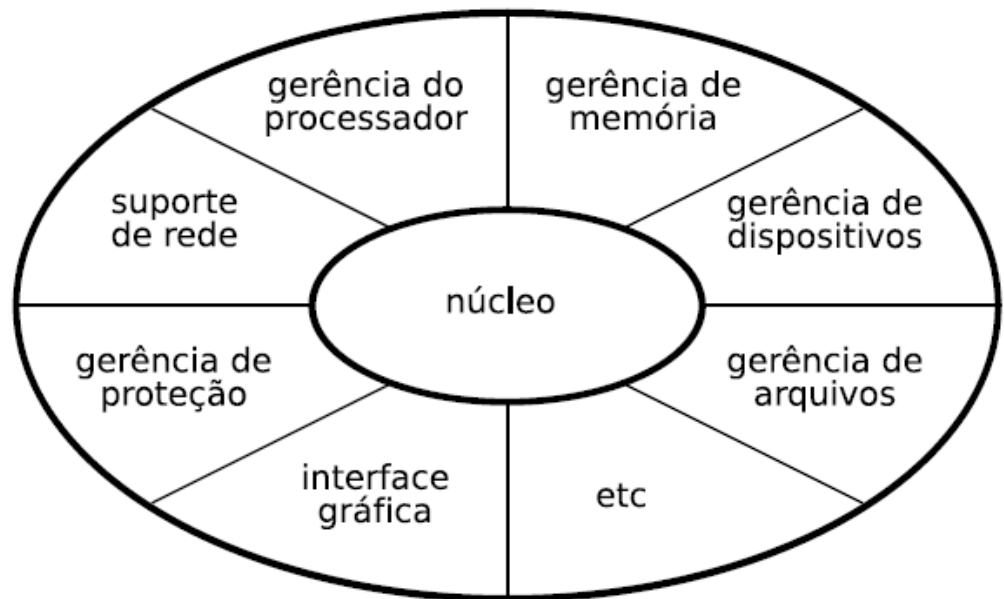 gerência do
processador
gerência de
memória
suporte
de rede
gerência de
dispositivos
núcleo
gerência de
proteção
gerência de
arquivos
interface
gráfica
etc